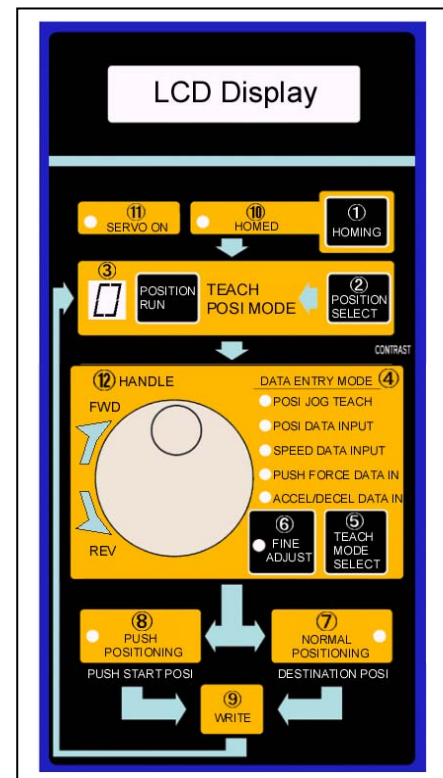 LCD Display
⑪
SERVO ON
⑩
HOMED
①
HOMING
③
0
POSITION
RUN
TEACH
POSI MODE
②
POSITION
SELECT
CONTRAST
⑫ HANDLE
FWD
REV
DATA ENTRY MODE ④
POSI JOG TEACH
POSI DATA INPUT
SPEED DATA INPUT
PUSH FORCE DATA IN
ACCEL/DECEL DATA IN
⑥
FINE
ADJUST
⑤
TEACH
MODE
SELECT
⑧
PUSH
POSITIONING
PUSH START POSI
⑦
NORMAL
POSITIONING
DESTINATION POSI
⑨
WRITE